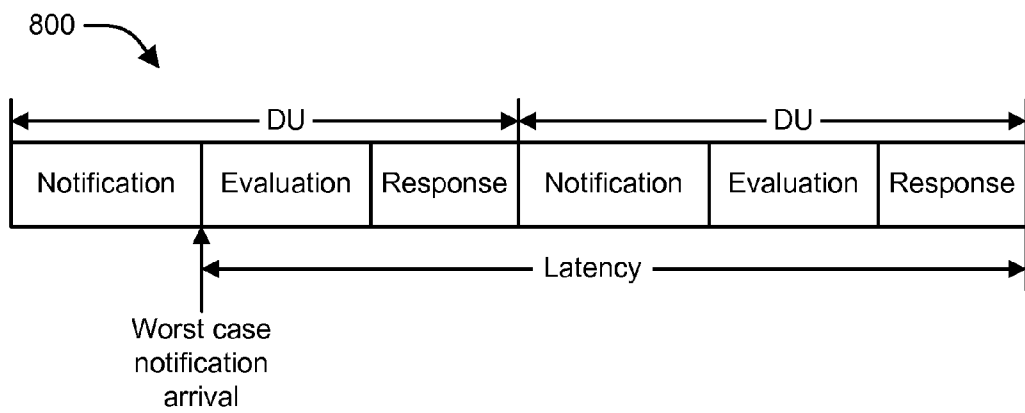 800
DU DU
Notification Evaluation Response Notification Evaluation Response
Latency
Worst case
notification
arrival